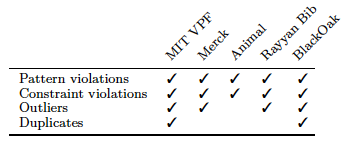 MIT VPF Merck Animal Rayyan Bib BlackOak
Pattern violations ✓ ✓ ✓ ✓ ✓
Constraint violations ✓ ✓ ✓ ✓ ✓
Outliers ✓ ✓ ✓ ✓
Duplicates ✓ ✓